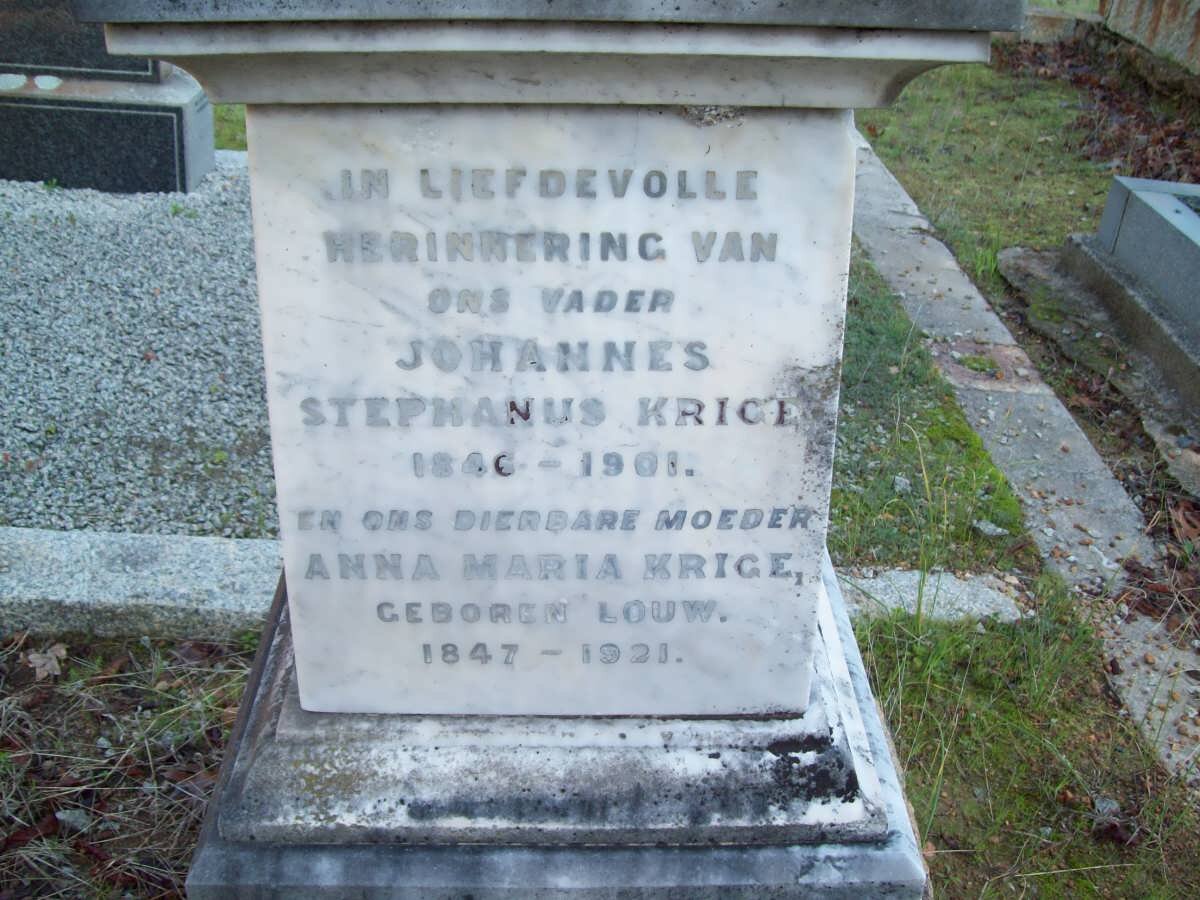 IN LIEFDEVOLLE
HERINNERING VAN
ONS VADER
JOHANNES
STEPHANUS KRIGE
1846 – 1901.
EN ONS DIERBARE MOEDER
ANNA MARIA KRIGE,
GEBOREN LOUW.
1847 – 1921.